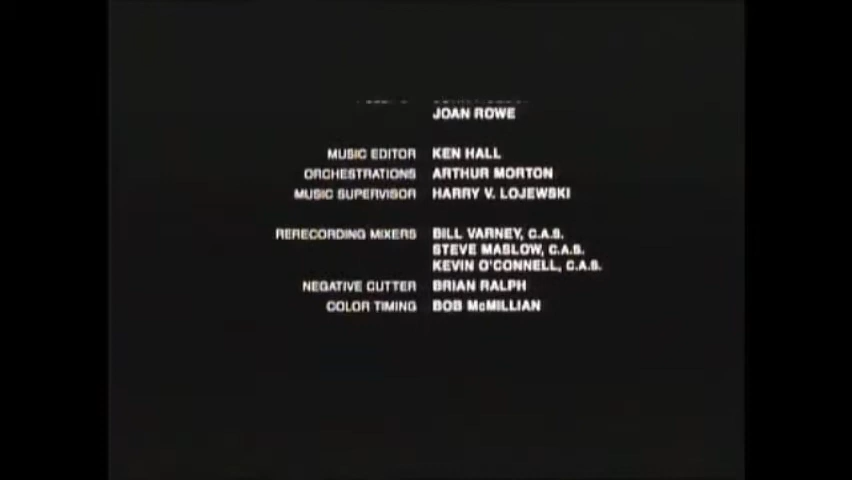 JOAN ROWE
MUSIC EDITOR KEN HALL
ORCHESTRATIONS ARTHUR MORTON
MUSIC SUPERVISOR HARRY V. LOJEWSKI
RERECORDING MIXERS BILL VARNEY, C.A.S.
STEVE MASLOW, C.A.S.
KEVIN O'CONNELL, C.A.S.
NEGATIVE CUTTER BRIAN RALPH
COLOR TIMING BOB McMILLIAN